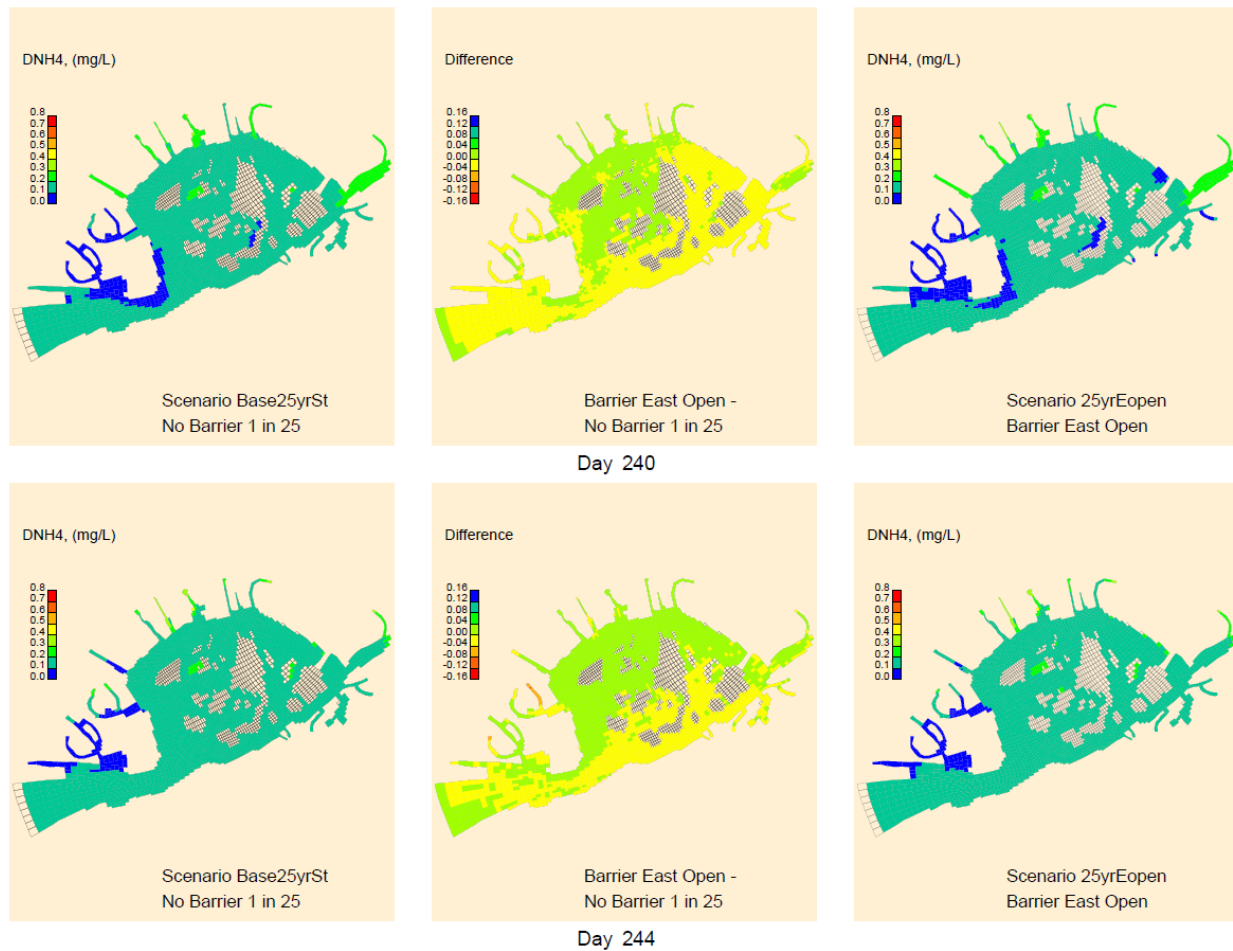 DNH4, (mg/L)
0.8
0.7
0.6
0.5
0.4
0.3
0.2
0.1
0.0
Scenario Base25yrSt
No Barrier 1 in 25
Difference
0.16
0.12
0.08
0.04
0.00
-0.04
-0.08
-0.12
-0.16
Barrier East Open -
No Barrier 1 in 25
DNH4, (mg/L)
0.8
0.7
0.6
0.5
0.4
0.3
0.2
0.1
0.0
Scenario 25yrEopen
Barrier East Open
Day 240
DNH4, (mg/L)
0.8
0.7
0.6
0.5
0.4
0.3
0.2
0.1
0.0
Scenario Base25yrSt
No Barrier 1 in 25
Difference
0.16
0.12
0.08
0.04
0.00
-0.04
-0.08
-0.12
-0.16
Barrier East Open -
No Barrier 1 in 25
DNH4, (mg/L)
0.8
0.7
0.6
0.5
0.4
0.3
0.2
0.1
0.0
Scenario 25yrEopen
Barrier East Open
Day 244